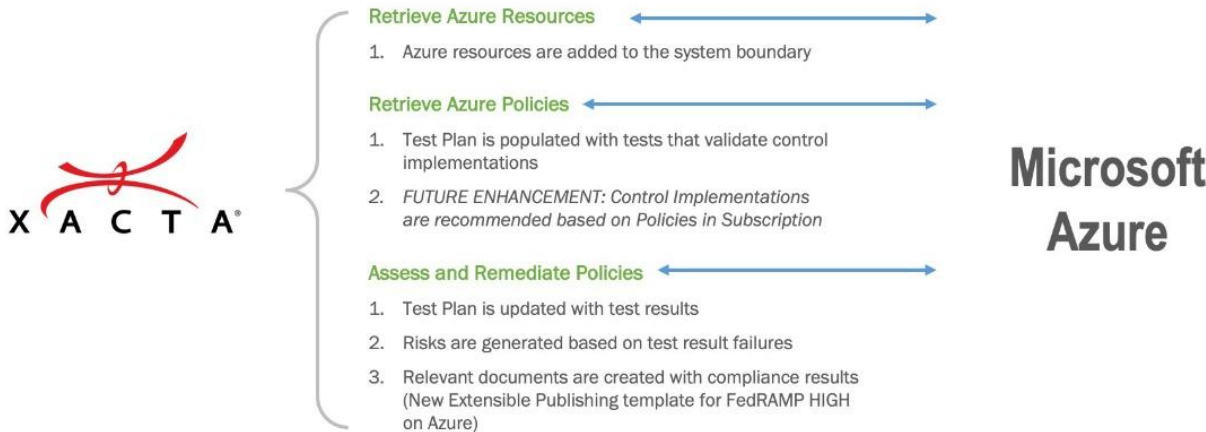 Retrieve Azure Resources
1. Azure resources are added to the system boundary
Retrieve Azure Policies
1. Test Plan is populated with tests that validate control
implementations
2. FUTURE ENHANCEMENT: Control Implementations
are recommended based on Policies in Subscription
Assess and Remediate Policies
1. Test Plan is updated with test results
2. Risks are generated based on test result failures
3. Relevant documents are created with compliance results
(New Extensible Publishing template for FedRAMP HIGH
on Azure)
XACTA®
Microsoft
Azure